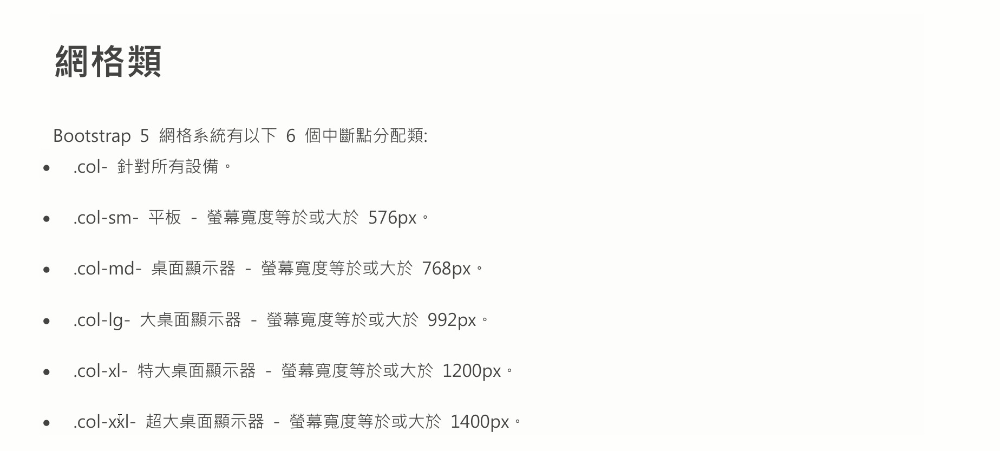 網格類
Bootstrap 5 網格系統有以下 6 個中斷點分配類:
• .col- 針對所有設備。
• .col-sm- 平板 - 螢幕寬度等於或大於 576px。
• .col-md- 桌面顯示器 - 螢幕寬度等於或大於 768px。
• .col-lg- 大桌面顯示器 - 螢幕寬度等於或大於 992px。
• .col-xl- 特大桌面顯示器 - 螢幕寬度等於或大於 1200px。
• .col-xxl- 超大桌面顯示器 - 螢幕寬度等於或大於 1400px。